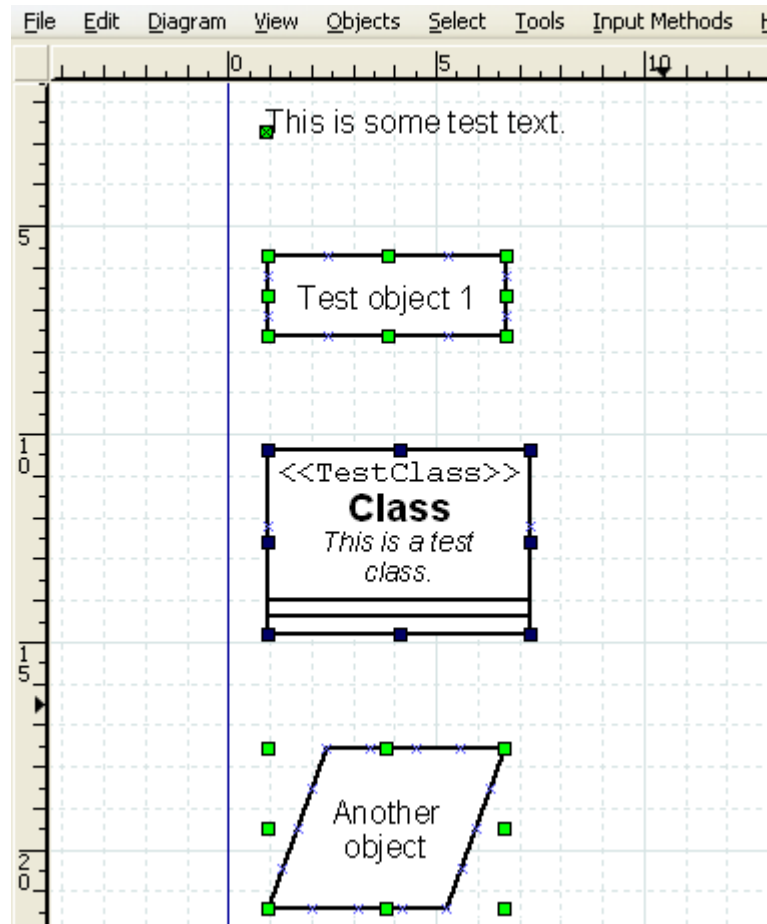 File Edit Diagram View Objects Select Tools Input Methods
0 5 10
This is some test text.
5
Test object 1
10
<<TestClass>>
Class
This is a test
class.
15
Another
object
20